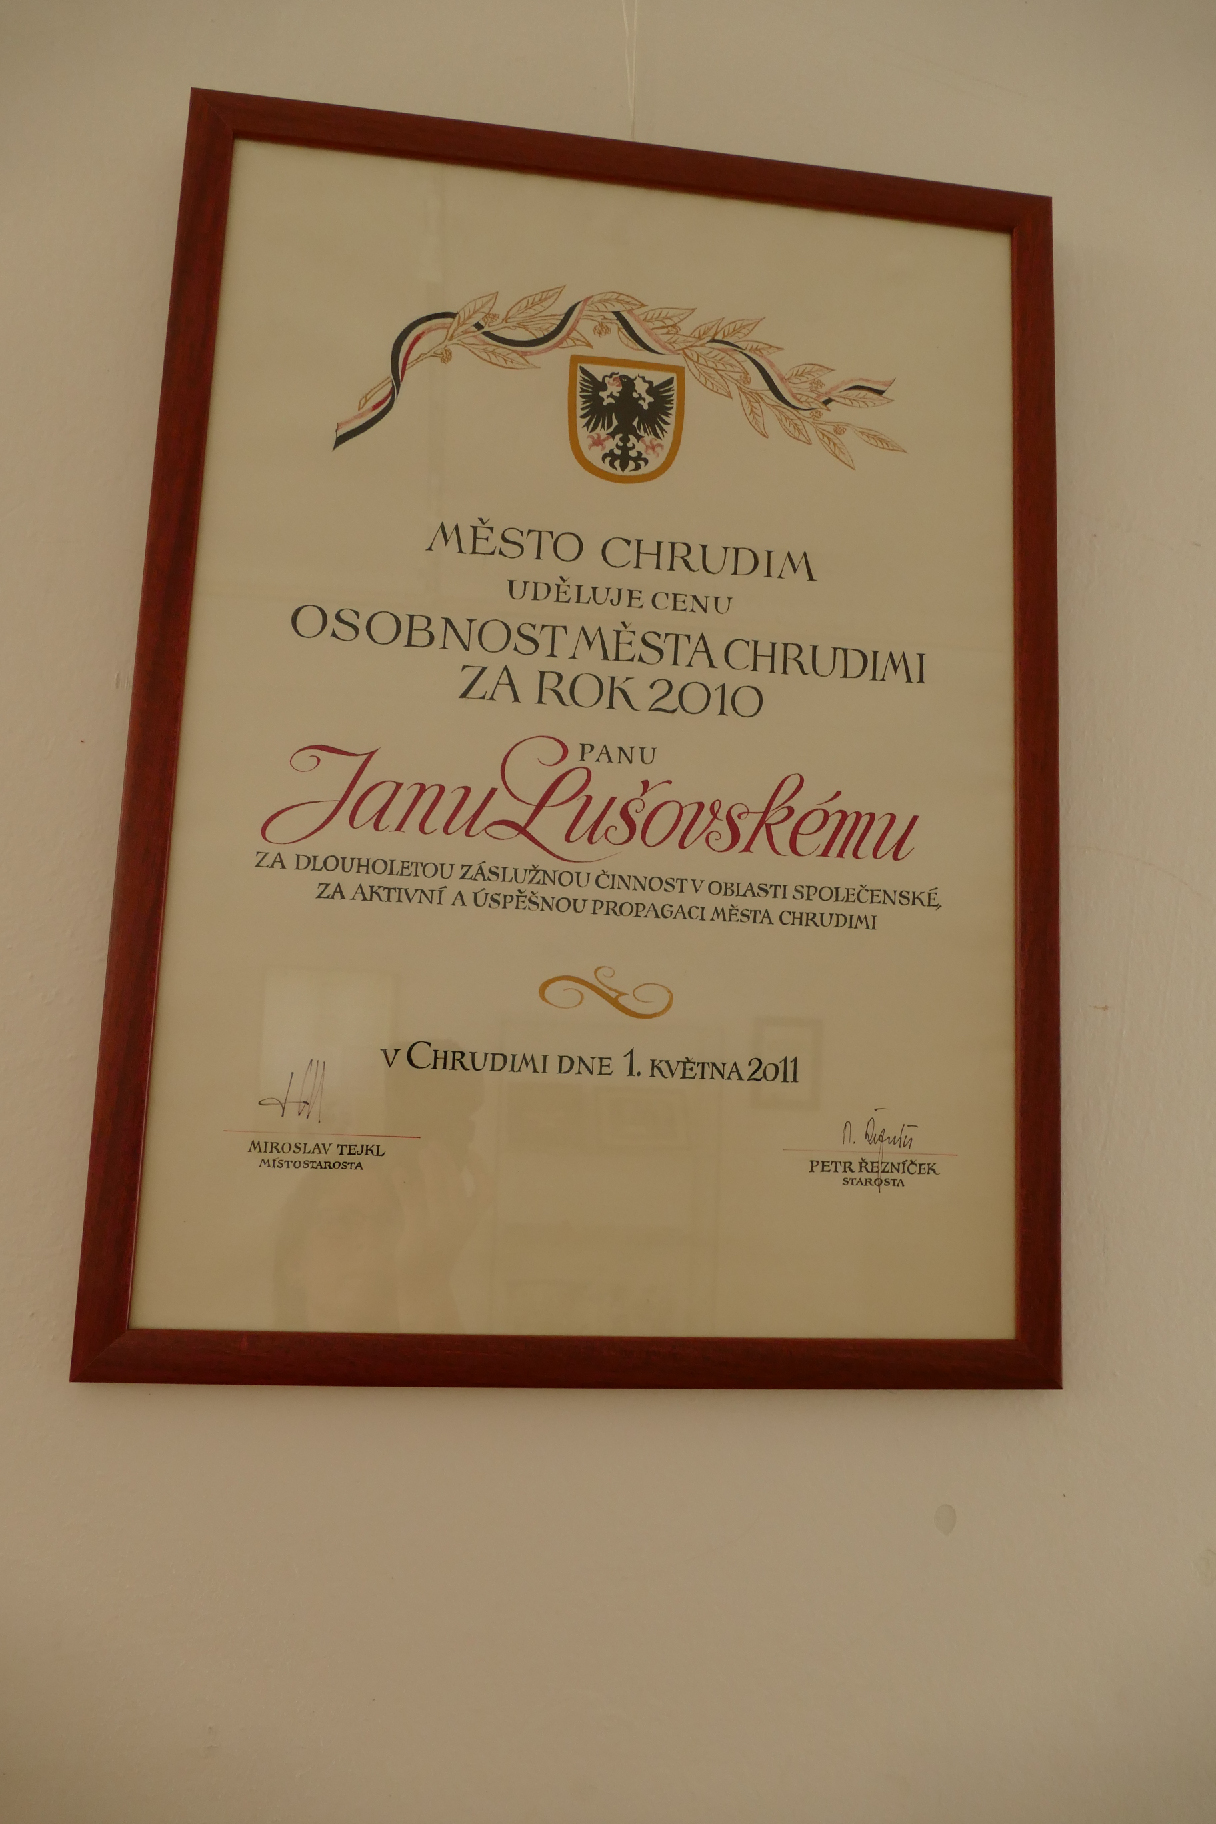 MĚSTO CHRUDIM
UDĚLUJE CENU
OSOBNOST MĚSTA CHRUDIMI
ZA ROK 2010
PANU
Janu Lušovskému
ZA DLOUHOLETOU ZÁSLUŽNOU ČINNOST V OBLASTI SPOLEČENSKÉ,
ZA AKTIVNÍ A ÚSPĚŠNOU PROPAGACI MĚSTA CHRUDIMI
V CHRUDIMI DNE 1. KVĚTNA 2011
MIROSLAV TEJKL
MÍSTOSTAROSTA
PETR ŘEZNÍČEK
STAROSTA